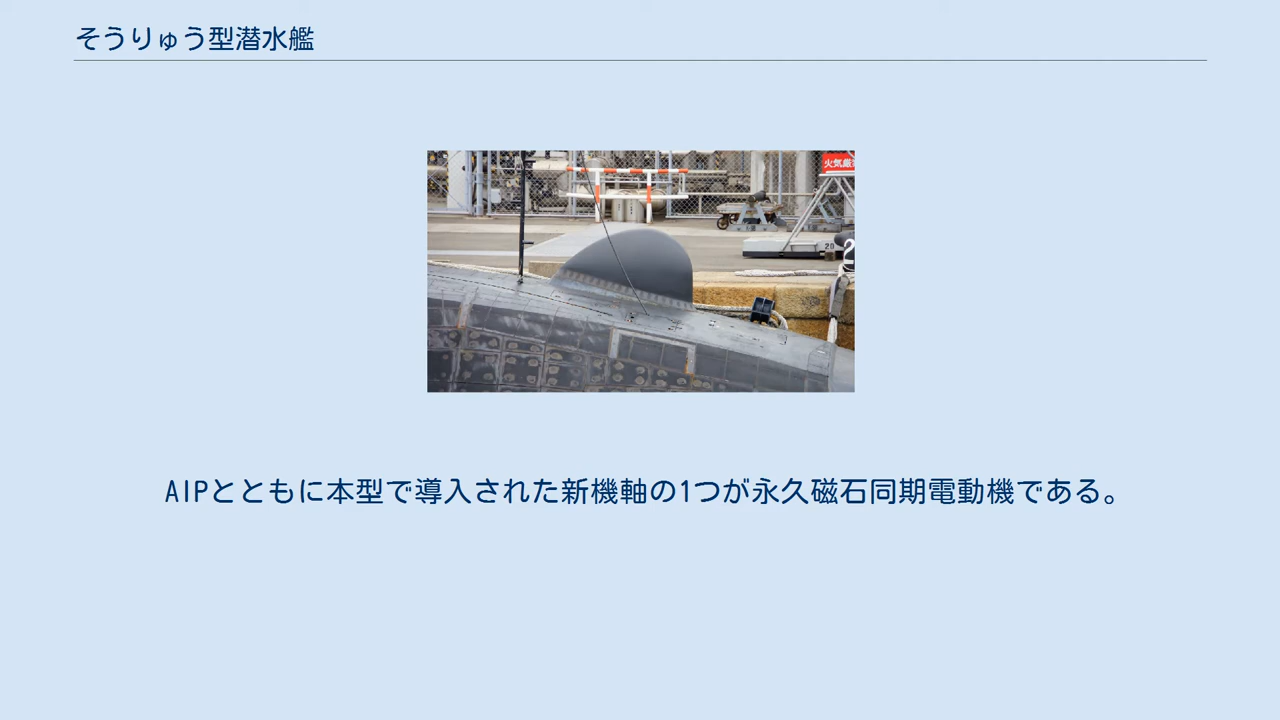 そうりゅう型潜水艦
火気厳
20
2
AIPとともに本型で導入された新機軸の1つが永久磁石同期電動機である。